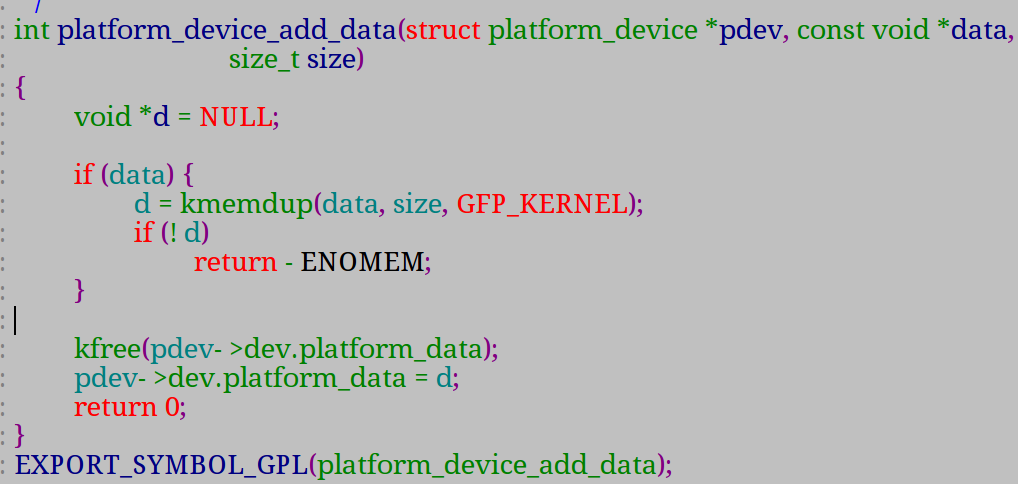 /
int platform_device_add_data(struct platform_device *pdev, const void *data,
size_t size)
{
void *d = NULL;
if (data) {
d = kmemdup(data, size, GFP_KERNEL);
if (! d)
return - ENOMEM;
}
kfree(pdev- >dev.platform_data);
pdev- >dev.platform_data = d;
return 0;
}
EXPORT_SYMBOL_GPL(platform_device_add_data);